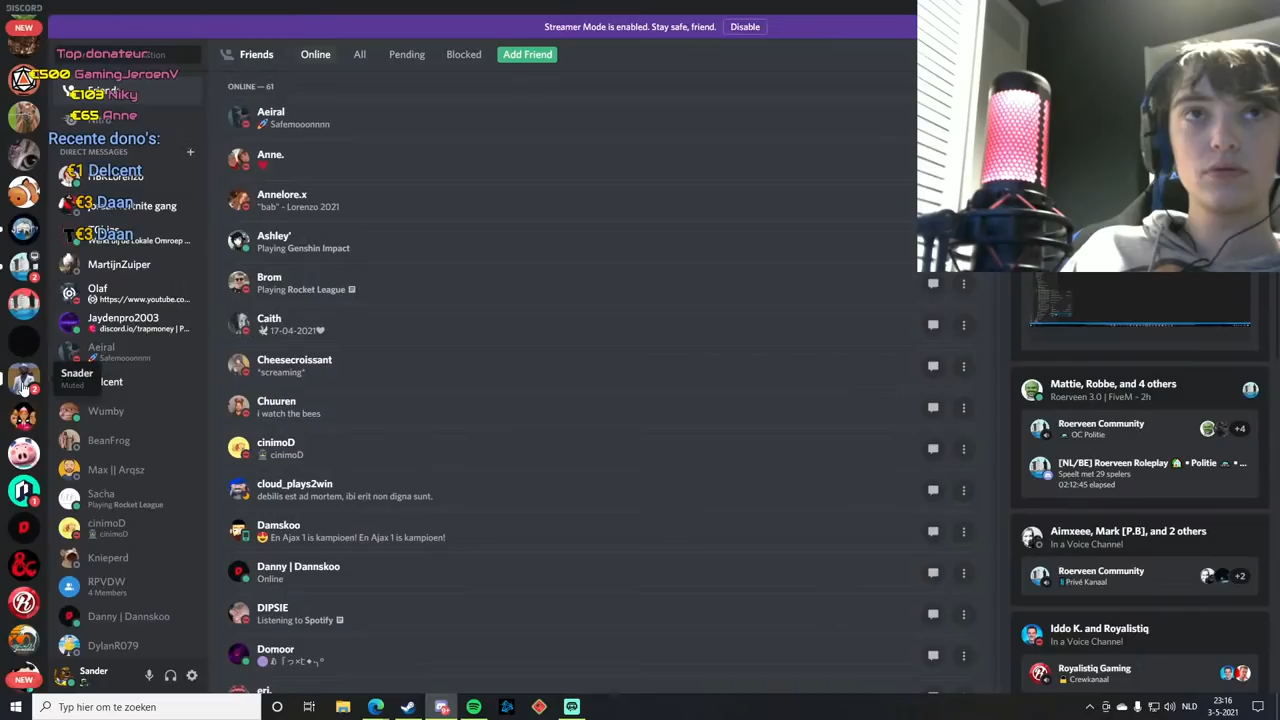 DISCORD
NEW
Streamer Mode is enabled. Stay safe, friend.
Disable
Top donateur
€500 GamingJeroenV
€103 Niky
€65 Anne
Recente dono's:
€1 Delcent
€3 Daan
€3 Daan
DIRECT MESSAGES
MartijnZuiper
Olaf
https://www.youtube.co...
Jaydenpro2003
discord.io/trapmoney | P...
Aeiral
Safemooonnnn
Snader
Muted
Wumby
BeanFrog
Max || Arqsz
Sacha
Playing Rocket League
cinimoD
cinimoD
Knieperd
RPVDW
4 Members
Danny | Dannskoo
DylanR079
Sander
2
2
1
NEW
Friends
Online
All
Pending
Blocked
Add Friend
ONLINE — 61
Aeiral
Safemooonnnn
Anne.
Annelore.x
"bab" - Lorenzo 2021
Ashley'
Playing Genshin Impact
Brom
Playing Rocket League
Caith
17-04-2021
Cheesecroissant
*screaming*
Chuuren
i watch the bees
cinimoD
cinimoD
cloud_plays2win
debilis est ad mortem, ibi erit non digna sunt.
Damskoo
En Ajax 1 is kampioen! En Ajax 1 is kampioen!
Danny | Dannskoo
Online
DIPSIE
Listening to Spotify
Domoor
eri.
Mattie, Robbe, and 4 others
Roerveen 3.0 | FiveM – 2h
Roerveen Community
OC Politie
+4
[NL/BE] Roerveen Roleplay
Politie
Speelt met 29 spelers
02:12:45 elapsed
Aimxeee, Mark [P.B], and 2 others
In a Voice Channel
Roerveen Community
Privé Kanaal
+2
Iddo K. and Royalistiq
In a Voice Channel
Royalistiq Gaming
Crewkanaal
Typ hier om te zoeken
NLD
23:16
3-5-2021